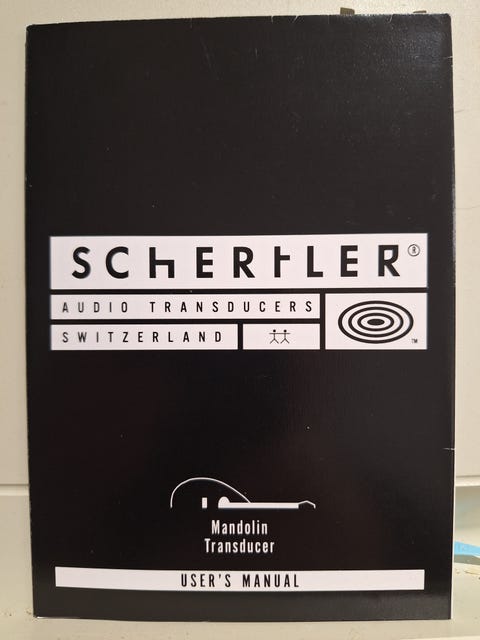 SCHERTLER®
AUDIO TRANSDUCERS
SWITZERLAND
TM
Mandolin
Transducer
USER'S MANUAL